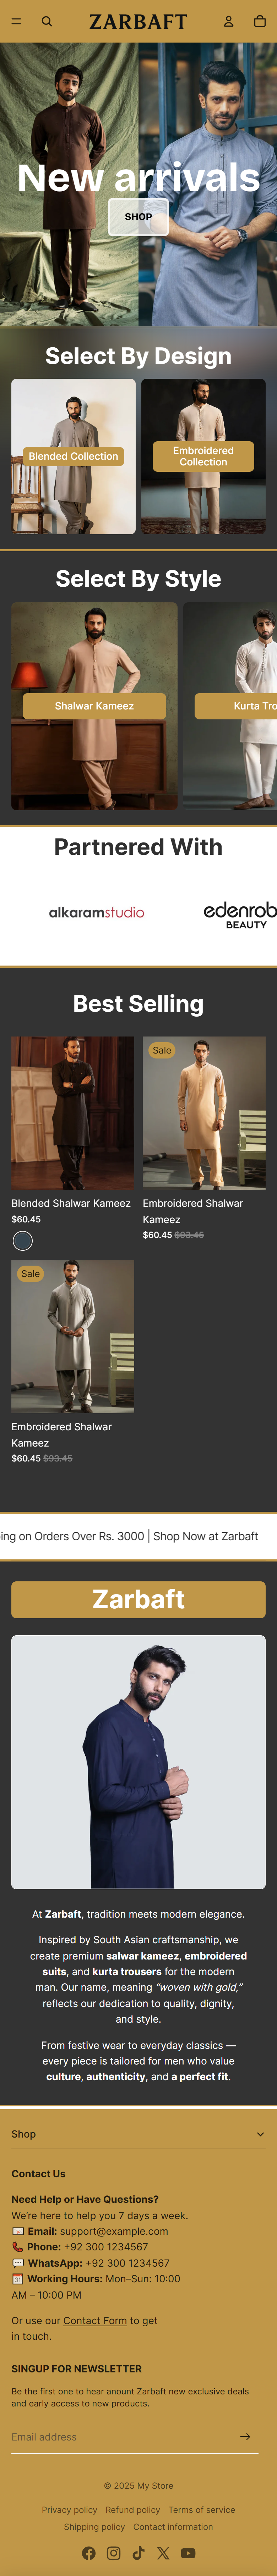 ZARBAFT
New arrivals
SHOP
Select By Design
Blended Collection
Embroidered
Collection
Select By Style
Shalwar Kameez
Kurta Tro
Partnered With
alkaramstudio
edenrob
BEAUTY
Best Selling
Sale
Blended Shalwar Kameez
$60.45
Embroidered Shalwar
Kameez
$60.45 $93.45
Sale
Embroidered Shalwar
Kameez
$60.45 $93.45
ing on Orders Over Rs. 3000 | Shop Now at Zarbaft
Zarbaft
At Zarbaft, tradition meets modern elegance.
Inspired by South Asian craftsmanship, we
create premium salwar kameez, embroidered
suits, and kurta trousers for the modern
man. Our name, meaning “woven with gold,”
reflects our dedication to quality, dignity,
and style.
From festive wear to everyday classics —
every piece is tailored for men who value
culture, authenticity, and a perfect fit.
Shop
Contact Us
Need Help or Have Questions?
We’re here to help you 7 days a week.
📧 Email: support@example.com
📞 Phone: +92 300 1234567
💬 WhatsApp: +92 300 1234567
📅 Working Hours: Mon–Sun: 10:00
AM – 10:00 PM
Or use our Contact Form to get
in touch.
SINGUP FOR NEWSLETTER
Be the first one to hear anount Zarbaft new exclusive deals
and early access to new products.
Email address
© 2025 My Store
Privacy policy Refund policy Terms of service
Shipping policy Contact information